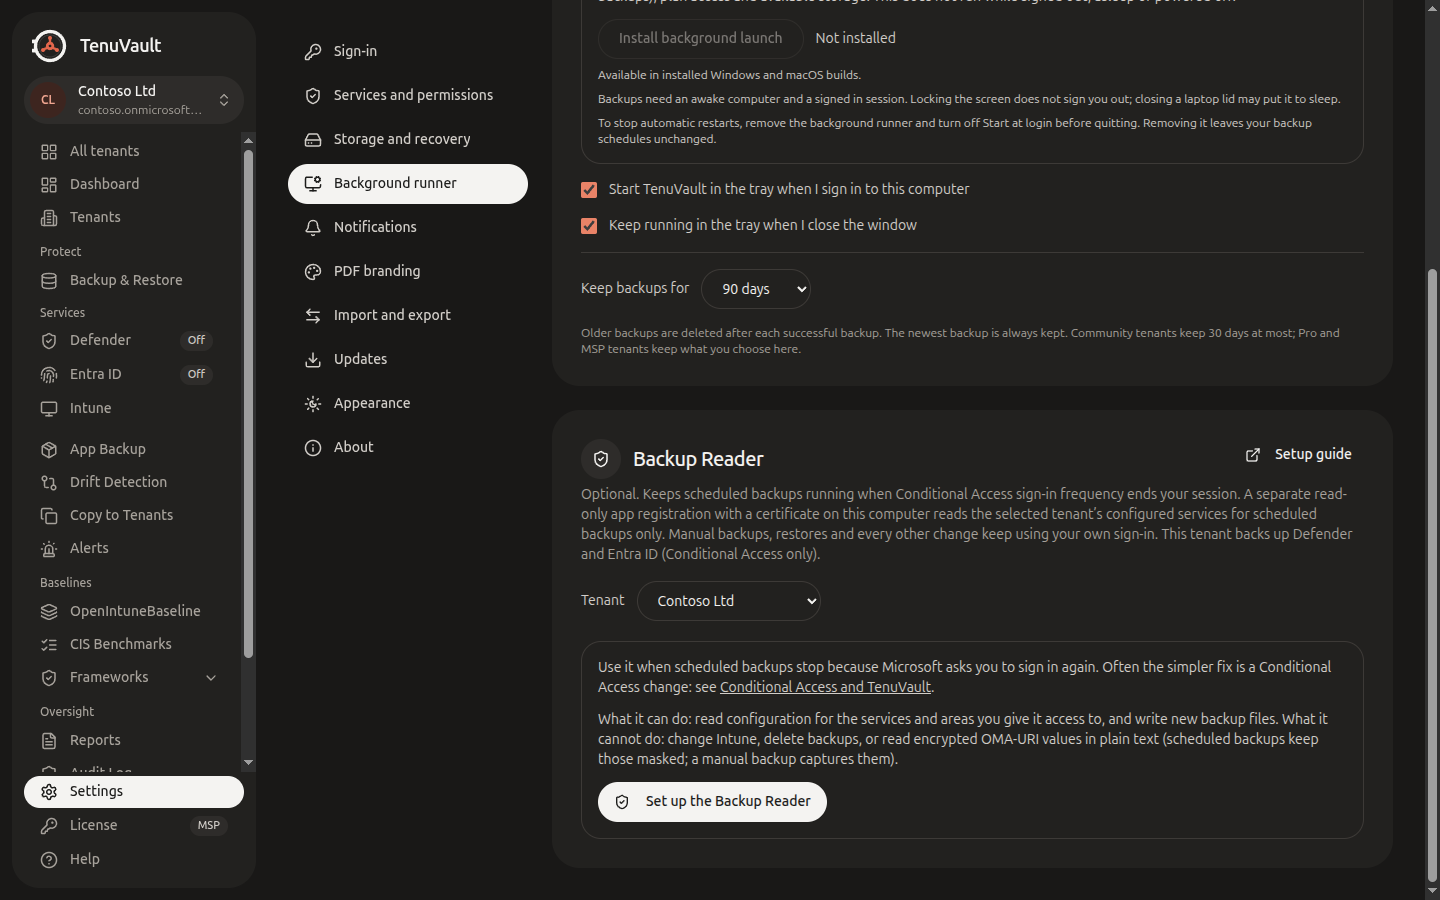 TenuVault
CL
Contoso Ltd
contoso.onmicrosoft...
All tenants
Dashboard
Tenants
Protect
Backup & Restore
Services
Defender Off
Entra ID Off
Intune
App Backup
Drift Detection
Copy to Tenants
Alerts
Baselines
OpenIntuneBaseline
CIS Benchmarks
Frameworks
Oversight
Reports
Audit Log
Settings
License MSP
Help
Sign-in
Services and permissions
Storage and recovery
Background runner
Notifications
PDF branding
Import and export
Updates
Appearance
About
Install background launch Not installed
Available in installed Windows and macOS builds.
Backups need an awake computer and a signed in session. Locking the screen does not sign you out; closing a laptop lid may put it to sleep.
To stop automatic restarts, remove the background runner and turn off Start at login before quitting. Removing it leaves your backup
schedules unchanged.
Start TenuVault in the tray when I sign in to this computer
Keep running in the tray when I close the window
Keep backups for 90 days
Older backups are deleted after each successful backup. The newest backup is always kept. Community tenants keep 30 days at most; Pro and
MSP tenants keep what you choose here.
Backup Reader
Setup guide
Optional. Keeps scheduled backups running when Conditional Access sign-in frequency ends your session. A separate read-
only app registration with a certificate on this computer reads the selected tenant’s configured services for scheduled
backups only. Manual backups, restores and every other change keep using your own sign-in. This tenant backs up Defender
and Entra ID (Conditional Access only).
Tenant Contoso Ltd
Use it when scheduled backups stop because Microsoft asks you to sign in again. Often the simpler fix is a Conditional
Access change: see Conditional Access and TenuVault.
What it can do: read configuration for the services and areas you give it access to, and write new backup files. What it
cannot do: change Intune, delete backups, or read encrypted OMA-URI values in plain text (scheduled backups keep
those masked; a manual backup captures them).
Set up the Backup Reader